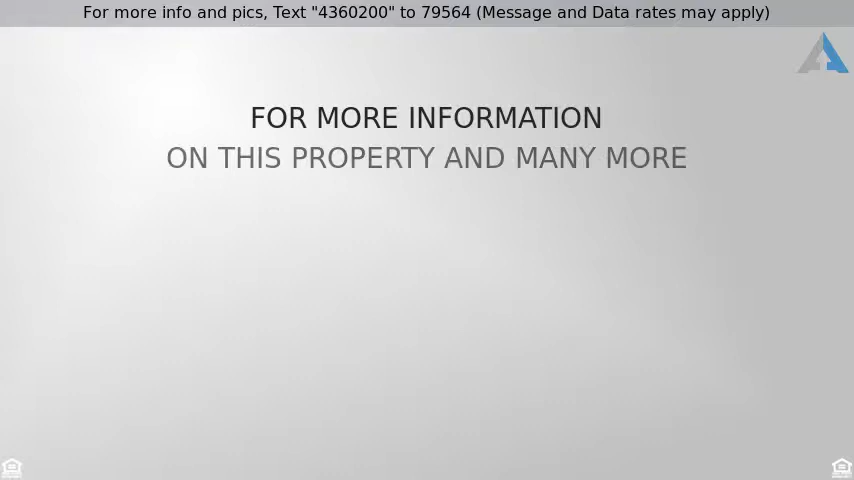 For more info and pics, Text "4360200" to 79564 (Message and Data rates may apply)
FOR MORE INFORMATION
ON THIS PROPERTY AND MANY MORE